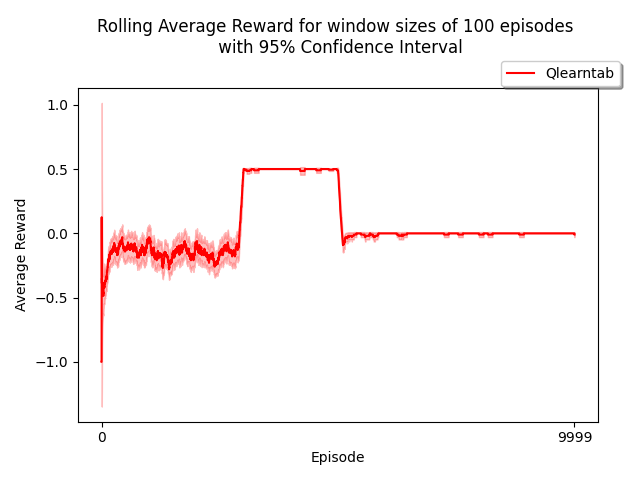 Rolling Average Reward for window sizes of 100 episodes
with 95% Confidence Interval
Qlearntab
1.0
0.5
0.0
−0.5
−1.0
Average Reward
0
9999
Episode